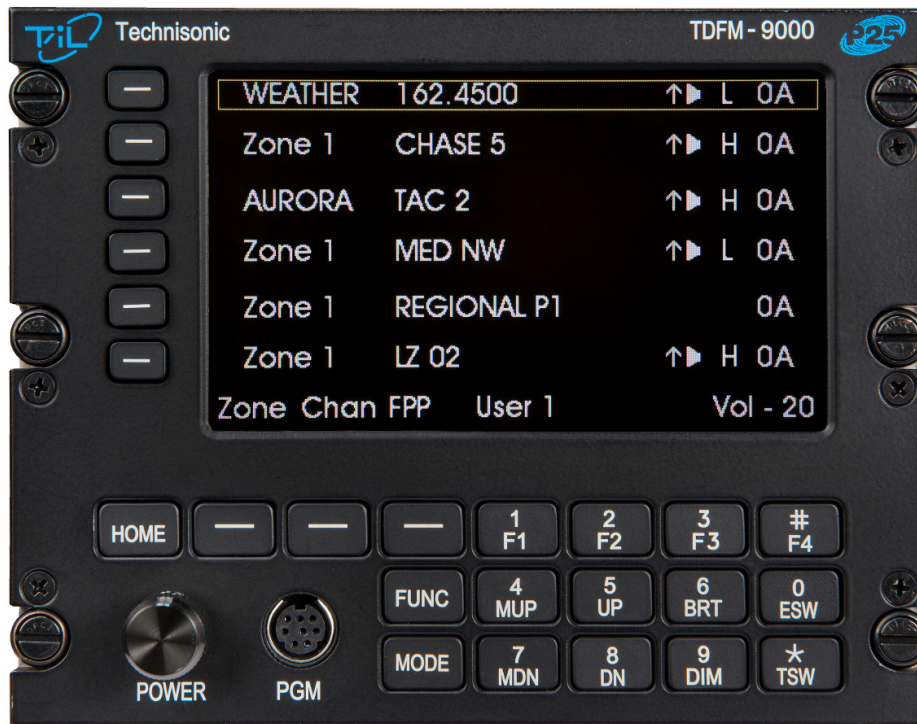 TiL Technisonic TDFM - 9000 P25
WEATHER 162.4500 ↑ L 0A
Zone 1 CHASE 5 ↑ H 0A
AURORA TAC 2 ↑ H 0A
Zone 1 MED NW ↑ L 0A
Zone 1 REGIONAL P1 0A
Zone 1 LZ 02 ↑ H 0A
Zone Chan FPP User 1 Vol - 20
HOME 1 2 3 #
F1 F2 F3 F4
FUNC 4 5 6 0
MUP UP BRT ESW
MODE 7 8 9 *
MDN DN DIM TSW
POWER PGM